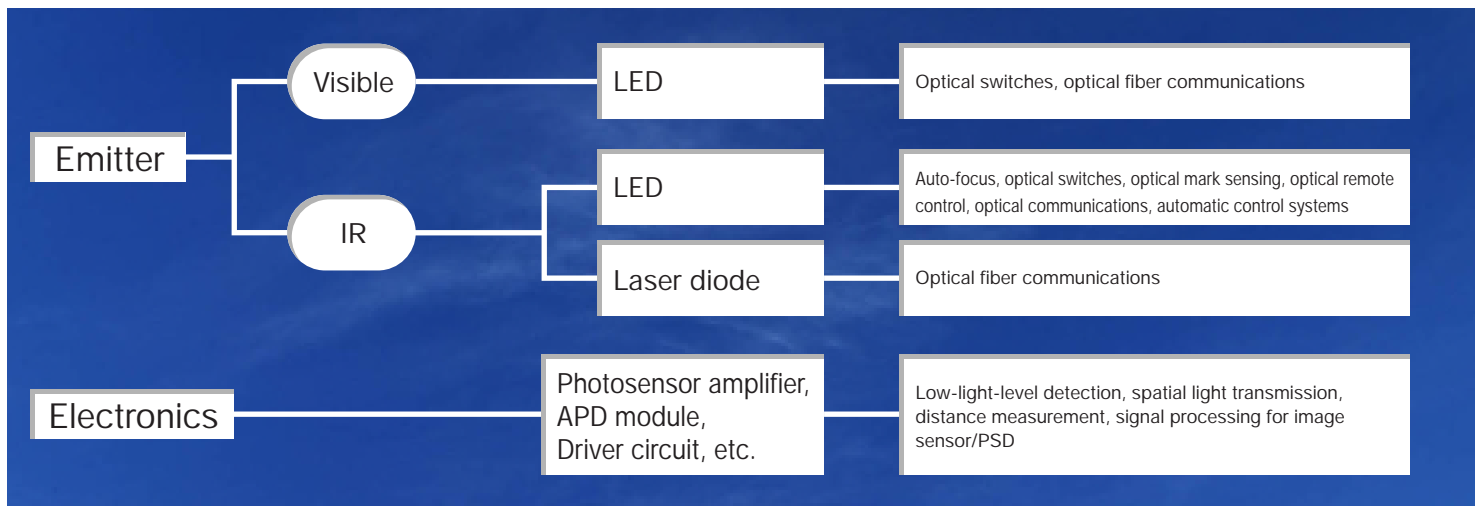 Emitter
Visible
LED
Optical switches, optical fiber communications
IR
LED
Auto-focus, optical switches, optical mark sensing, optical remote
control, optical communications, automatic control systems
Laser diode
Optical fiber communications
Electronics
Photosensor amplifier,
APD module,
Driver circuit, etc.
Low-light-level detection, spatial light transmission,
distance measurement, signal processing for image
sensor/PSD